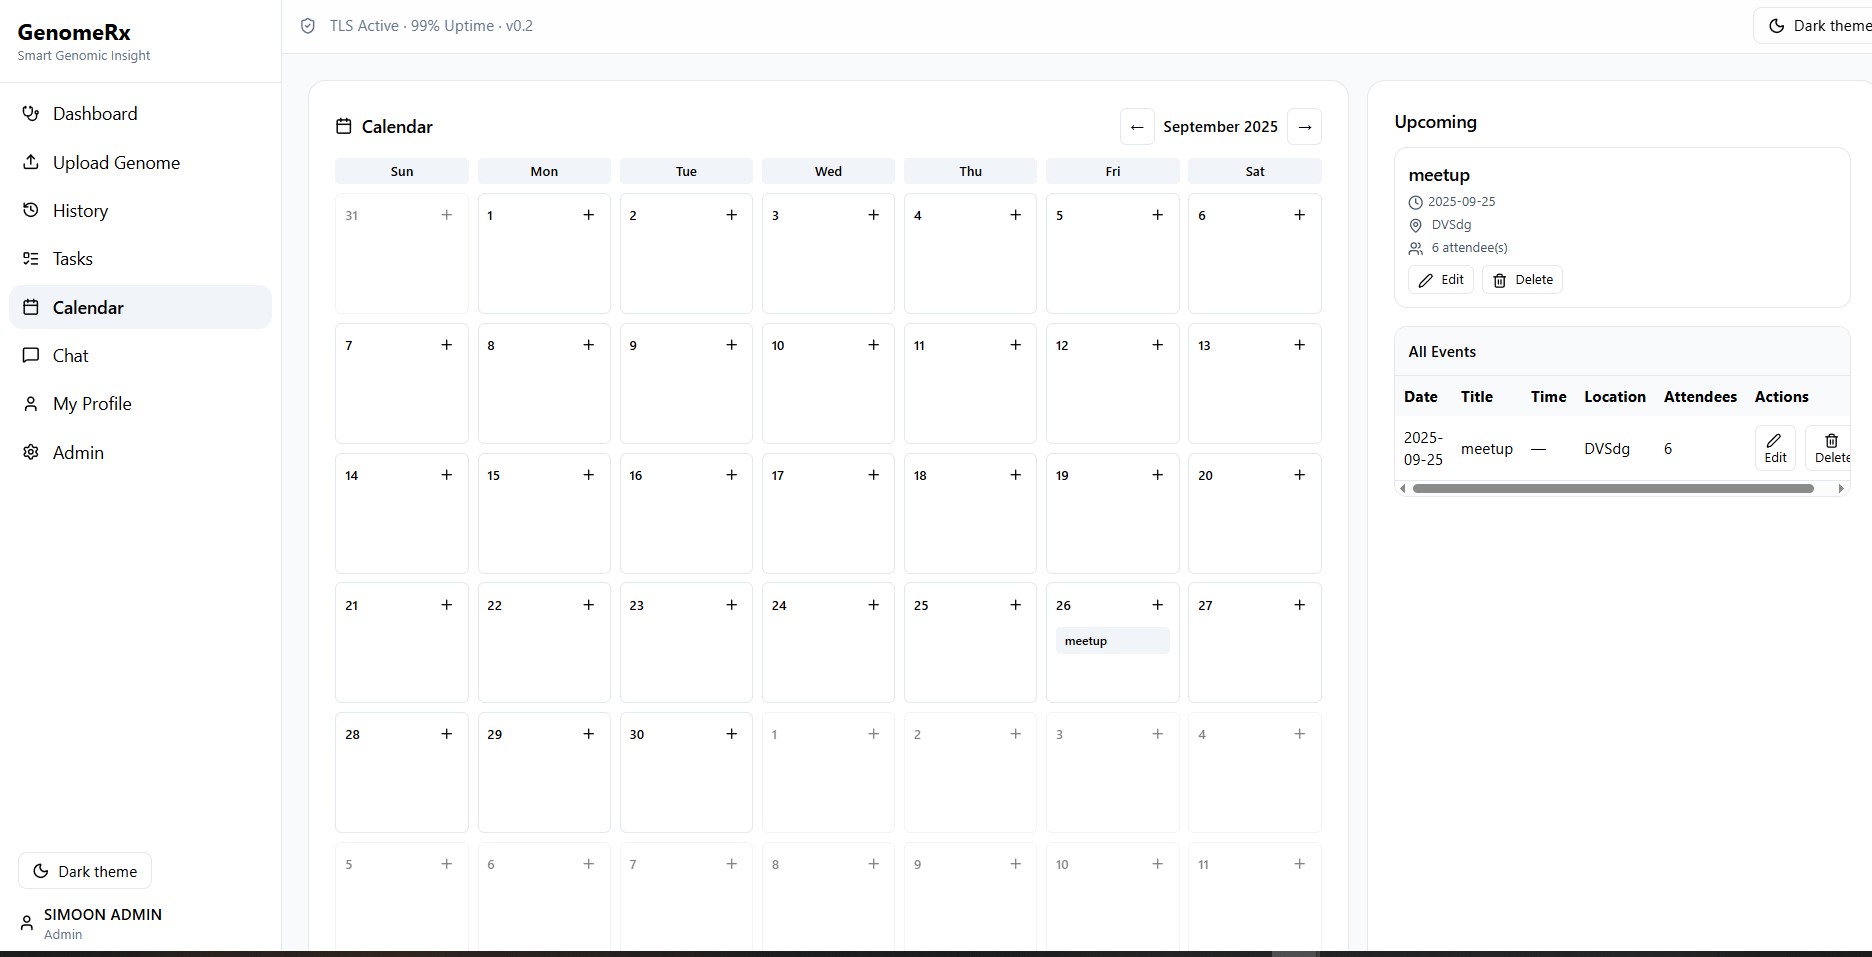 GenomeRx
Smart Genomic Insight
Dashboard
Upload Genome
History
Tasks
Calendar
Chat
My Profile
Admin
Dark theme
SIMOON ADMIN
Admin
TLS Active · 99% Uptime · v0.2
Dark theme
Calendar
← September 2025 →
Sun Mon Tue Wed Thu Fri Sat
31 + 1 + 2 + 3 + 4 + 5 + 6 +
7 + 8 + 9 + 10 + 11 + 12 + 13 +
14 + 15 + 16 + 17 + 18 + 19 + 20 +
21 + 22 + 23 + 24 + 25 + 26 + 27 +
meetup
28 + 29 + 30 + 1 + 2 + 3 + 4 +
5 + 6 + 7 + 8 + 9 + 10 + 11 +
Upcoming
meetup
2025-09-25
DVSdg
6 attendee(s)
Edit Delete
All Events
Date Title Time Location Attendees Actions
2025-
09-25 meetup — DVSdg 6 Edit Delete